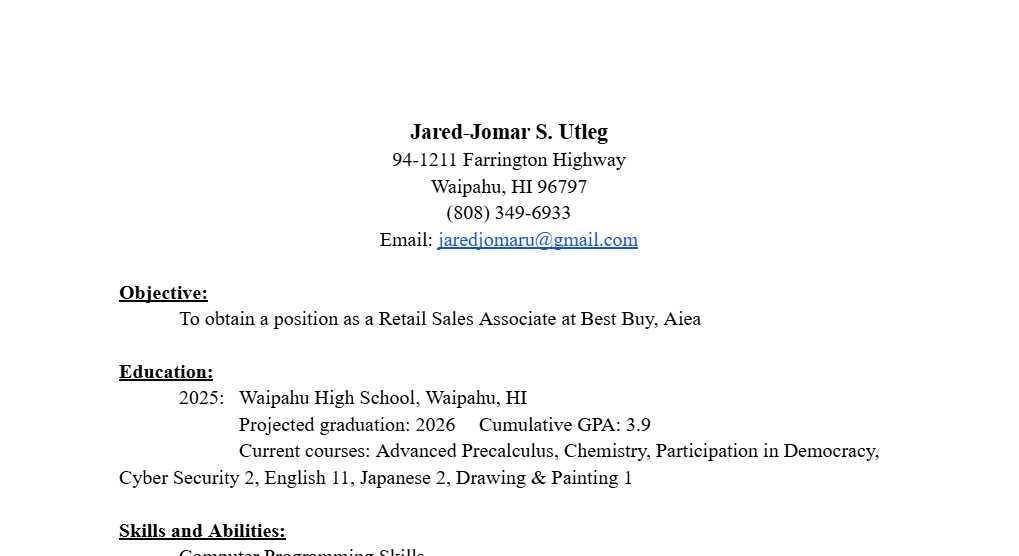 Jared-Jomar S. Utleg
94-1211 Farrington Highway
Waipahu, HI 96797
(808) 349-6933
Email: jaredjomaru@gmail.com
Objective:
To obtain a position as a Retail Sales Associate at Best Buy, Aiea
Education:
2025: Waipahu High School, Waipahu, HI
Projected graduation: 2026 Cumulative GPA: 3.9
Current courses: Advanced Precalculus, Chemistry, Participation in Democracy,
Cyber Security 2, English 11, Japanese 2, Drawing & Painting 1
Skills and Abilities:
Computer Programming Skills